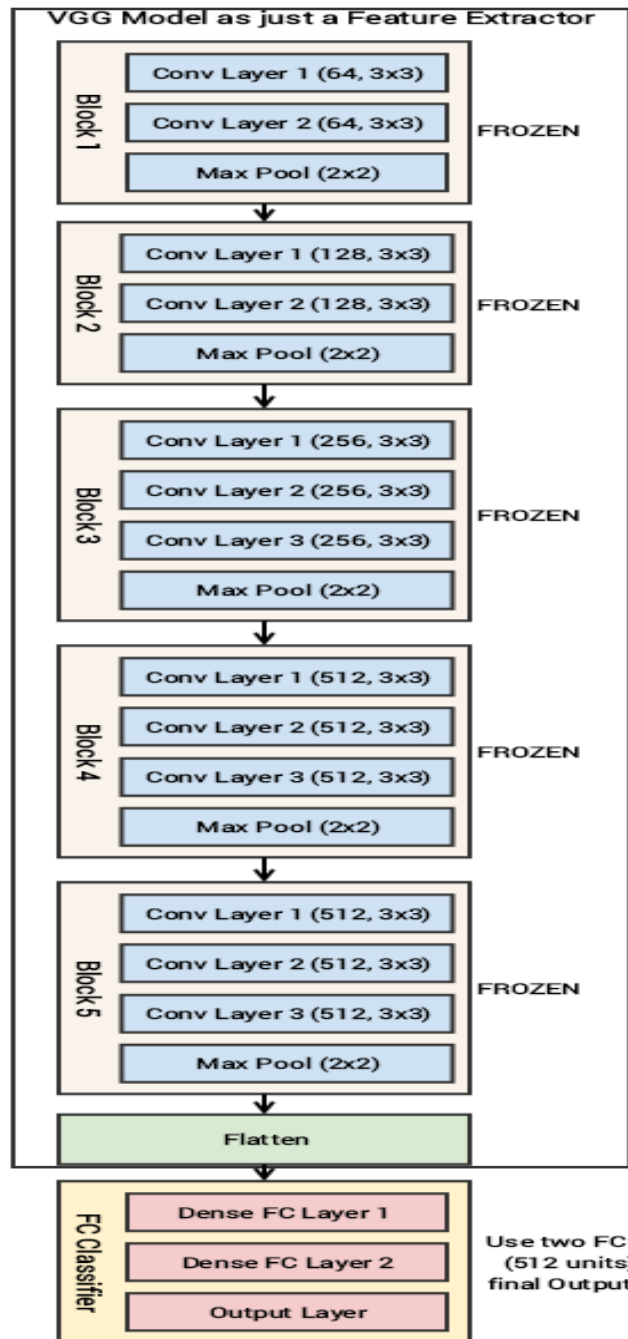 VGG Model as just a Feature Extractor
Block 1
Conv Layer 1 (64, 3x3)
Conv Layer 2 (64, 3x3)
Max Pool (2x2)
FROZEN
Block 2
Conv Layer 1 (128, 3x3)
Conv Layer 2 (128, 3x3)
Max Pool (2x2)
FROZEN
Block 3
Conv Layer 1 (256, 3x3)
Conv Layer 2 (256, 3x3)
Conv Layer 3 (256, 3x3)
Max Pool (2x2)
FROZEN
Block 4
Conv Layer 1 (512, 3x3)
Conv Layer 2 (512, 3x3)
Conv Layer 3 (512, 3x3)
Max Pool (2x2)
FROZEN
Block 5
Conv Layer 1 (512, 3x3)
Conv Layer 2 (512, 3x3)
Conv Layer 3 (512, 3x3)
Max Pool (2x2)
FROZEN
Flatten
FC Classifier
Dense FC Layer 1
Dense FC Layer 2
Output Layer
Use two FC
(512 units)
final Output